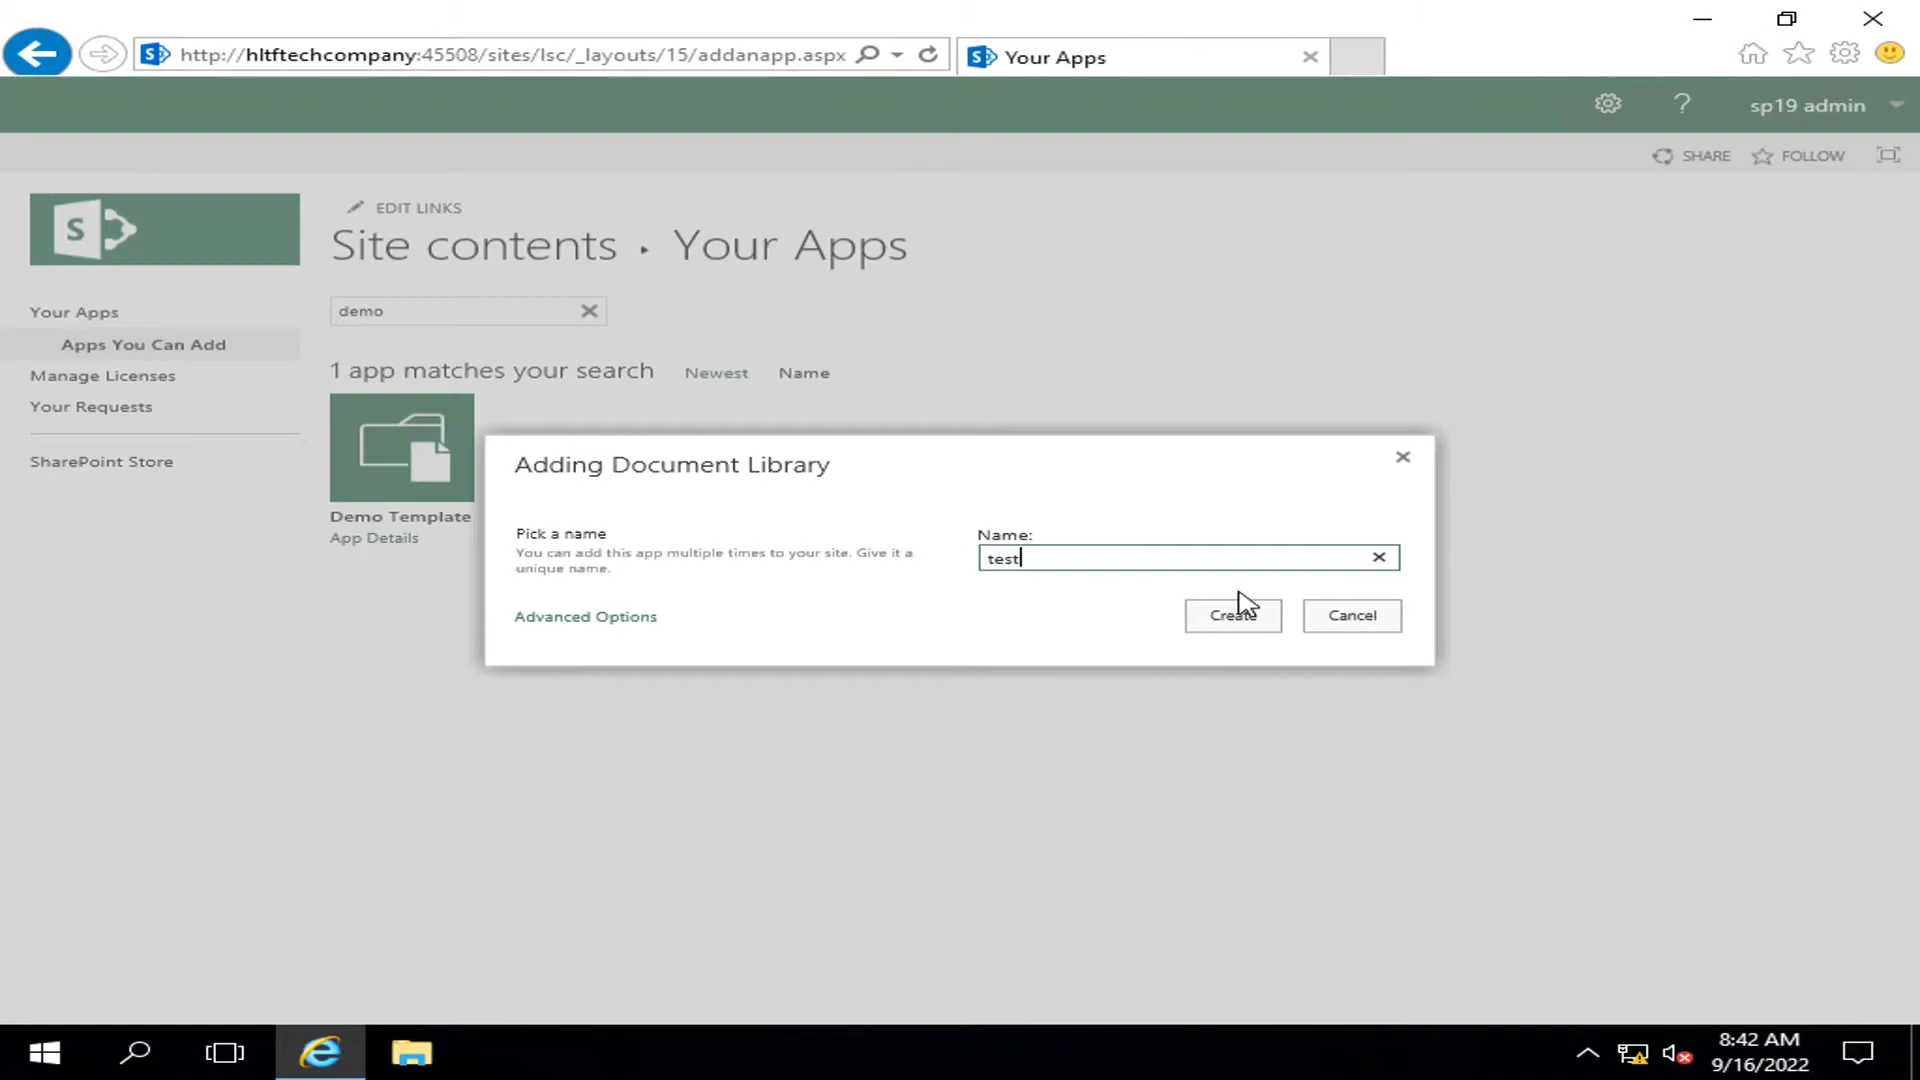 http://hltftechcompany:45508/sites/lsc/_layouts/15/addanapp.aspx
Your Apps
sp19 admin
SHARE
FOLLOW
S
EDIT LINKS
Site contents ▸ Your Apps
Your Apps
Apps You Can Add
Manage Licenses
Your Requests
SharePoint Store
demo
1 app matches your search
Newest
Name
Demo Template
App Details
Adding Document Library
Pick a name
You can add this app multiple times to your site. Give it a
unique name.
Name:
test
Advanced Options
Create
Cancel
8:42 AM
9/16/2022